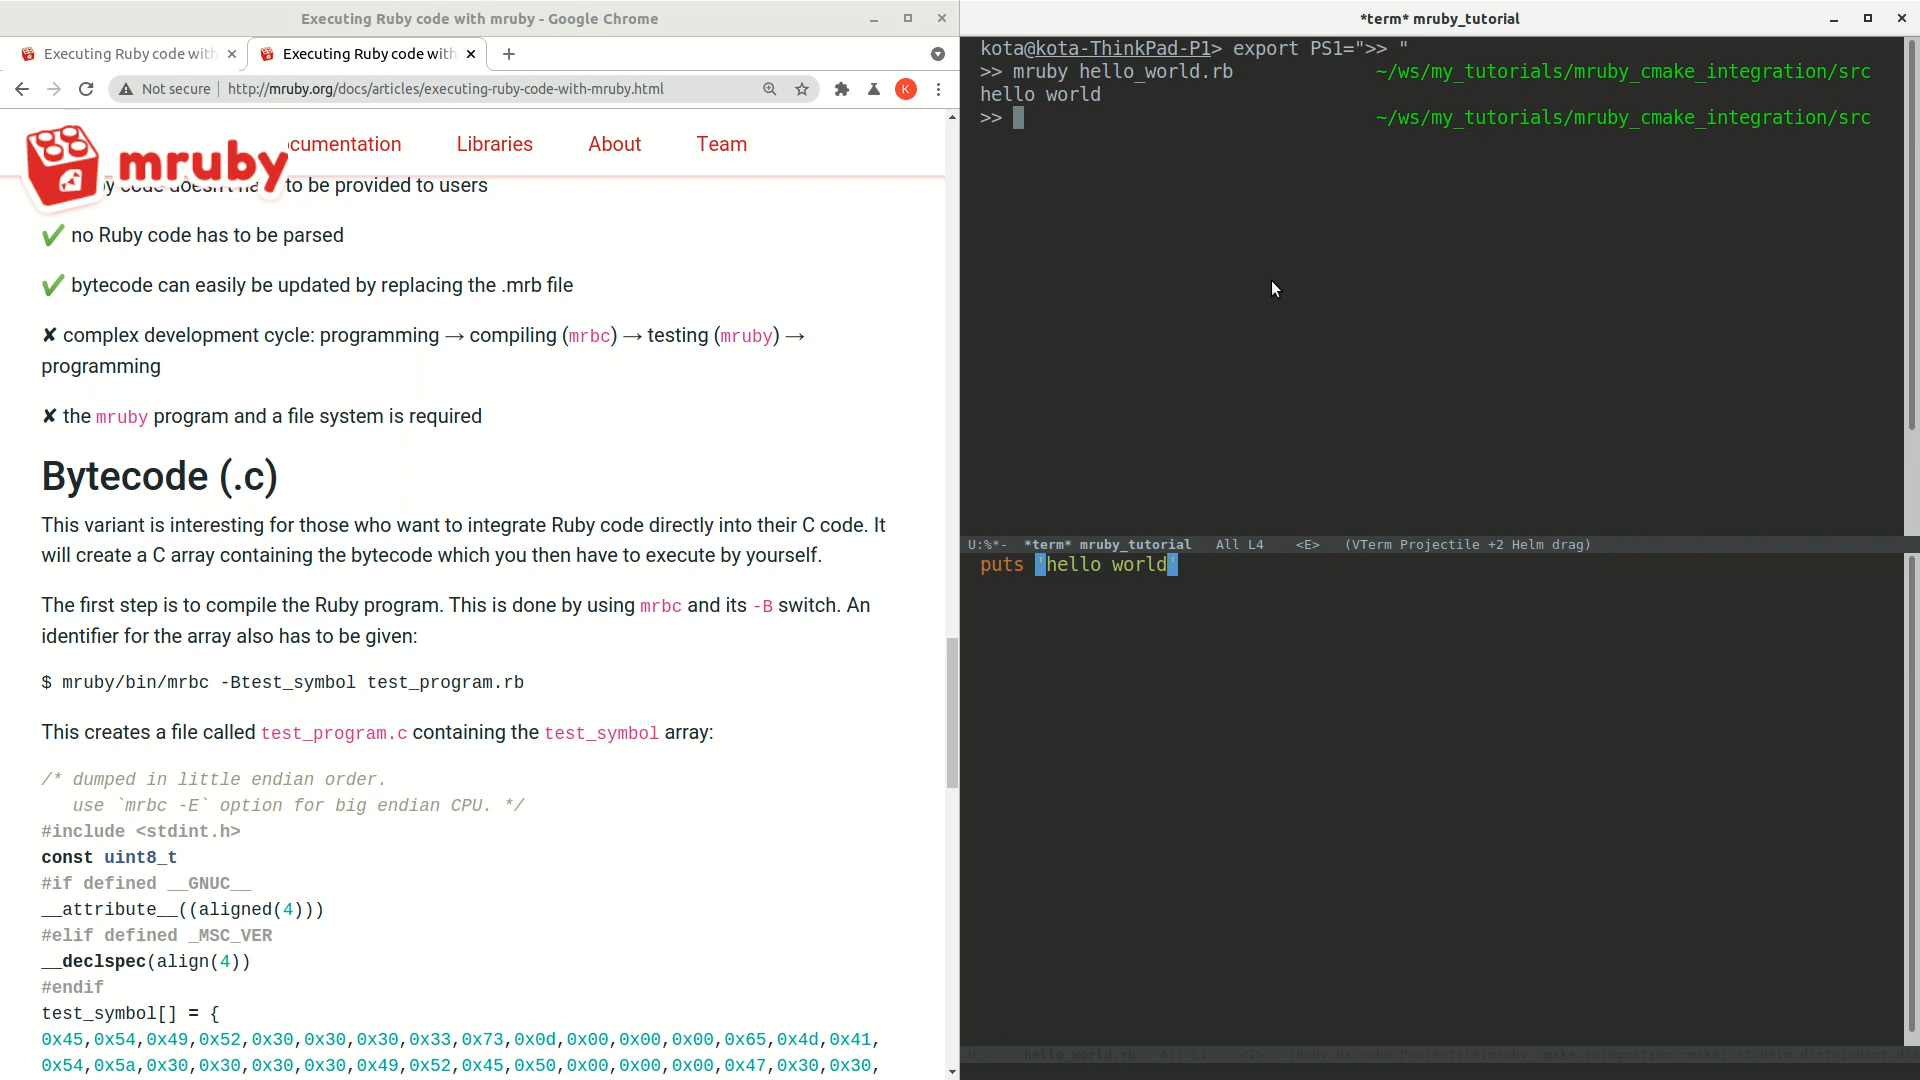 Executing Ruby code with mruby - Google Chrome
Executing Ruby code with
Executing Ruby code with
Not secure http://mruby.org/docs/articles/executing-ruby-code-with-mruby.html
K
mruby
cumentation Libraries About Team
to be provided to users
✔ no Ruby code has to be parsed
✔ bytecode can easily be updated by replacing the .mrb file
✘ complex development cycle: programming → compiling (mrbc) → testing (mruby) →
programming
✘ the mruby program and a file system is required
Bytecode (.c)
This variant is interesting for those who want to integrate Ruby code directly into their C code. It
will create a C array containing the bytecode which you then have to execute by yourself.
The first step is to compile the Ruby program. This is done by using mrbc and its -B switch. An
identifier for the array also has to be given:
$ mruby/bin/mrbc -Btest_symbol test_program.rb
This creates a file called test_program.c containing the test_symbol array:
/* dumped in little endian order.
use `mrbc -E` option for big endian CPU. */
#include <stdint.h>
const uint8_t
#if defined __GNUC__
__attribute__((aligned(4)))
#elif defined _MSC_VER
__declspec(align(4))
#endif
test_symbol[] = {
0x45,0x54,0x49,0x52,0x30,0x30,0x30,0x33,0x73,0x0d,0x00,0x00,0x00,0x65,0x4d,0x41,
0x54,0x5a,0x30,0x30,0x30,0x30,0x49,0x52,0x45,0x50,0x00,0x00,0x00,0x47,0x30,0x30,
*term* mruby_tutorial
kota@kota-ThinkPad-P1> export PS1=">> "
>> mruby hello_world.rb ~/ws/my_tutorials/mruby_cmake_integration/src
hello world
>> ~/ws/my_tutorials/mruby_cmake_integration/src
U:%*- *term* mruby_tutorial All L4 <E> (VTerm Projectile +2 Helm drag)
puts 'hello world'
U:--- hello_world.rb All L1 <I>